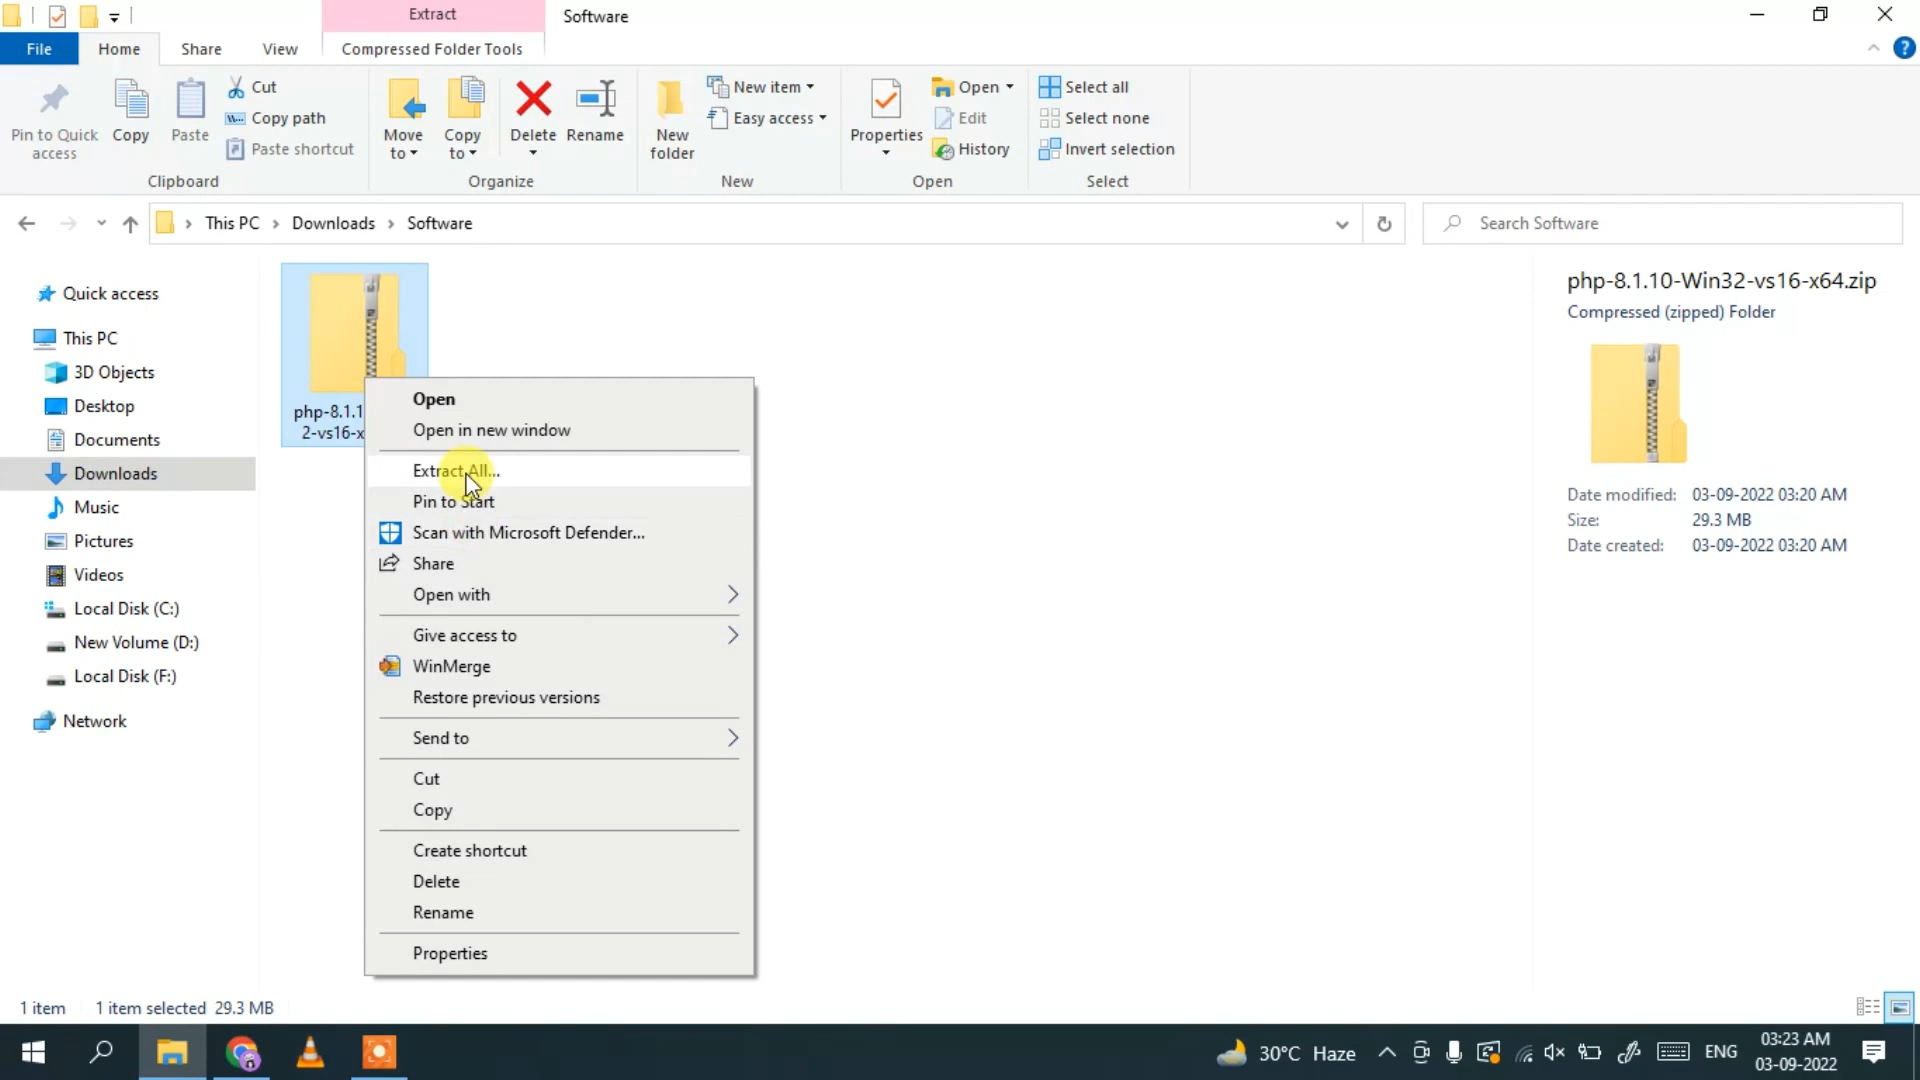 Extract
Software
File
Home
Share
View
Compressed Folder Tools
Pin to Quick
access
Copy
Paste
Cut
Copy path
Paste shortcut
Clipboard
Move
to
Copy
to
Delete
Rename
Organize
New
folder
New item
Easy access
New
Properties
Open
Edit
History
Open
Select all
Select none
Invert selection
Select
This PC
Downloads
Software
Search Software
Quick access
This PC
3D Objects
Desktop
Documents
Downloads
Music
Pictures
Videos
Local Disk (C:)
New Volume (D:)
Local Disk (F:)
Network
php-8.1.1
2-vs16-x
Open
Open in new window
Extract All...
Pin to Start
Scan with Microsoft Defender...
Share
Open with
Give access to
WinMerge
Restore previous versions
Send to
Cut
Copy
Create shortcut
Delete
Rename
Properties
php-8.1.10-Win32-vs16-x64.zip
Compressed (zipped) Folder
Date modified: 03-09-2022 03:20 AM
Size: 29.3 MB
Date created: 03-09-2022 03:20 AM
1 item 1 item selected 29.3 MB
30°C Haze
ENG
03:23 AM
03-09-2022